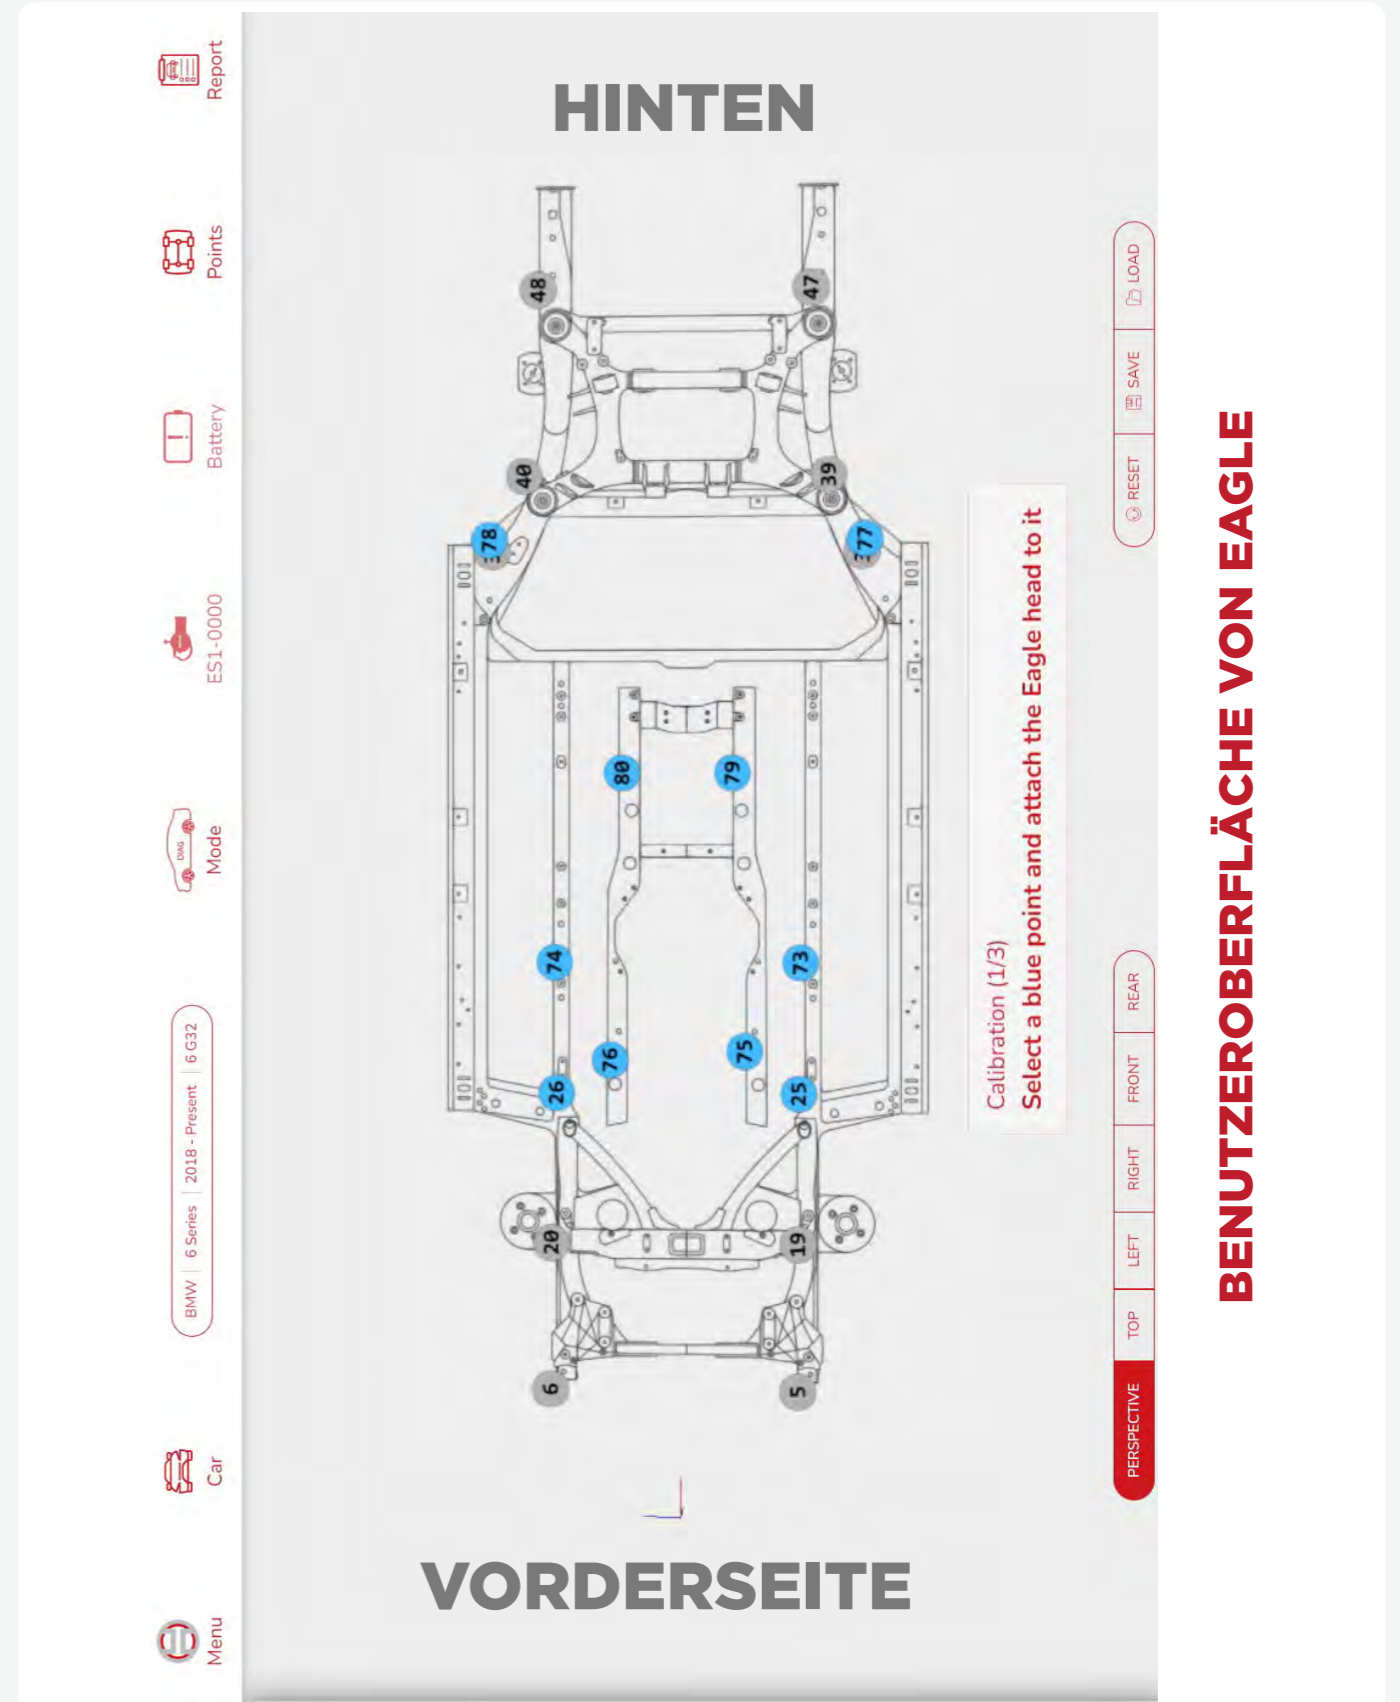 HINTEN
Menu
Car
BMW | 6 Series | 2018 - Present | 6 G32
Mode
DIAG
ES1-0000
Battery
Points
Report
48
47
40
39
78
77
80
79
74
73
76
75
26
25
20
19
6
5
Calibration (1/3)
Select a blue point and attach the Eagle head to it
PERSPECTIVE
TOP
LEFT
RIGHT
FRONT
REAR
RESET
SAVE
LOAD
VORDERSEITE
BENUTZEROBERFLÄCHE VON EAGLE